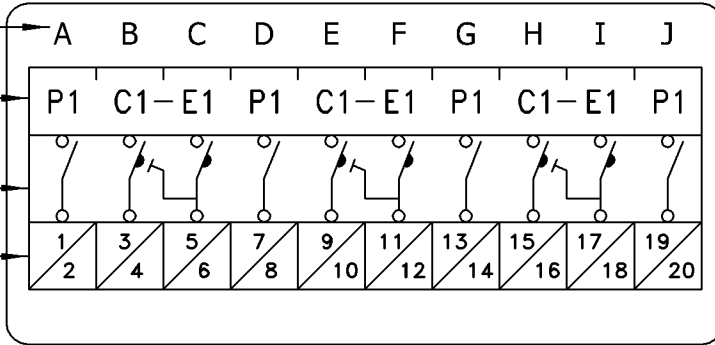 A B C D E F G H I J
P1 C1-E1 P1 C1-E1 P1 C1-E1 P1
1 3 5 7 9 11 13 15 17 19
2 4 6 8 10 12 14 16 18 20